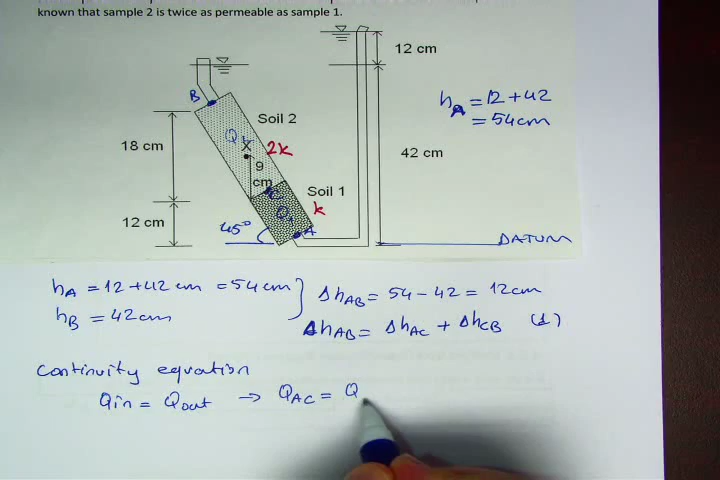 known that sample 2 is twice as permeable as sample 1.
12 cm
B
Soil 2
hA = 12 + 42
= 54cm
18 cm
X
2k
9
cm
42 cm
C
Soil 1
k
12 cm
45°
A
DATUM
hA = 12 + 42 cm = 54 cm
hB = 42 cm
ΔhAB = 54 - 42 = 12 cm
ΔhAB = ΔhAC + ΔhCB (1)
Continuity equation
Qin = Qout → QAC = Q